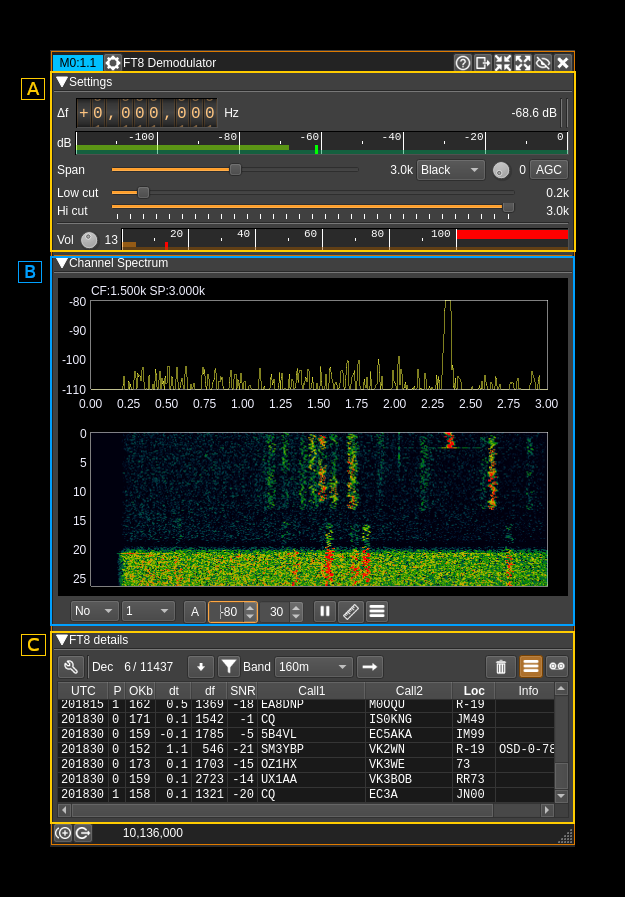 M0:1.1 FT8 Demodulator
A
Settings
Δf +0,000,000 Hz -68.6 dB
dB -100 -80 -60 -40 -20 0
Span 3.0k Black 0 AGC
Low cut 0.2k
Hi cut 3.0k
Vol 13 20 40 60 80 100
B
Channel Spectrum
CF:1.500k SP:3.000k
-80
-90
-100
-110
0.00 0.25 0.50 0.75 1.00 1.25 1.50 1.75 2.00 2.25 2.50 2.75 3.00
0
5
10
15
20
25
No 1 A -80 30
C
FT8 details
Dec 6/ 11437 Band 160m
UTC P OKb dt df SNR Call1 Call2 Loc Info
201815 1 162 0.5 1369 -18 EA8DNP M0OQU R-19
201830 0 171 0.1 1542 -1 CQ IS0KNG JM49
201830 0 159 -0.1 1785 -5 5B4VL EC5AKA IM99
201830 0 152 1.1 546 -21 SM3YBP VK2WN R-19 OSD-0-78
201830 0 173 0.1 1703 -15 OZ1HX VK3WE 73
201830 0 159 0.1 2723 -14 UX1AA VK3BOB RR73
201830 1 158 0.1 1321 -20 CQ EC3A JN00
10,136,000